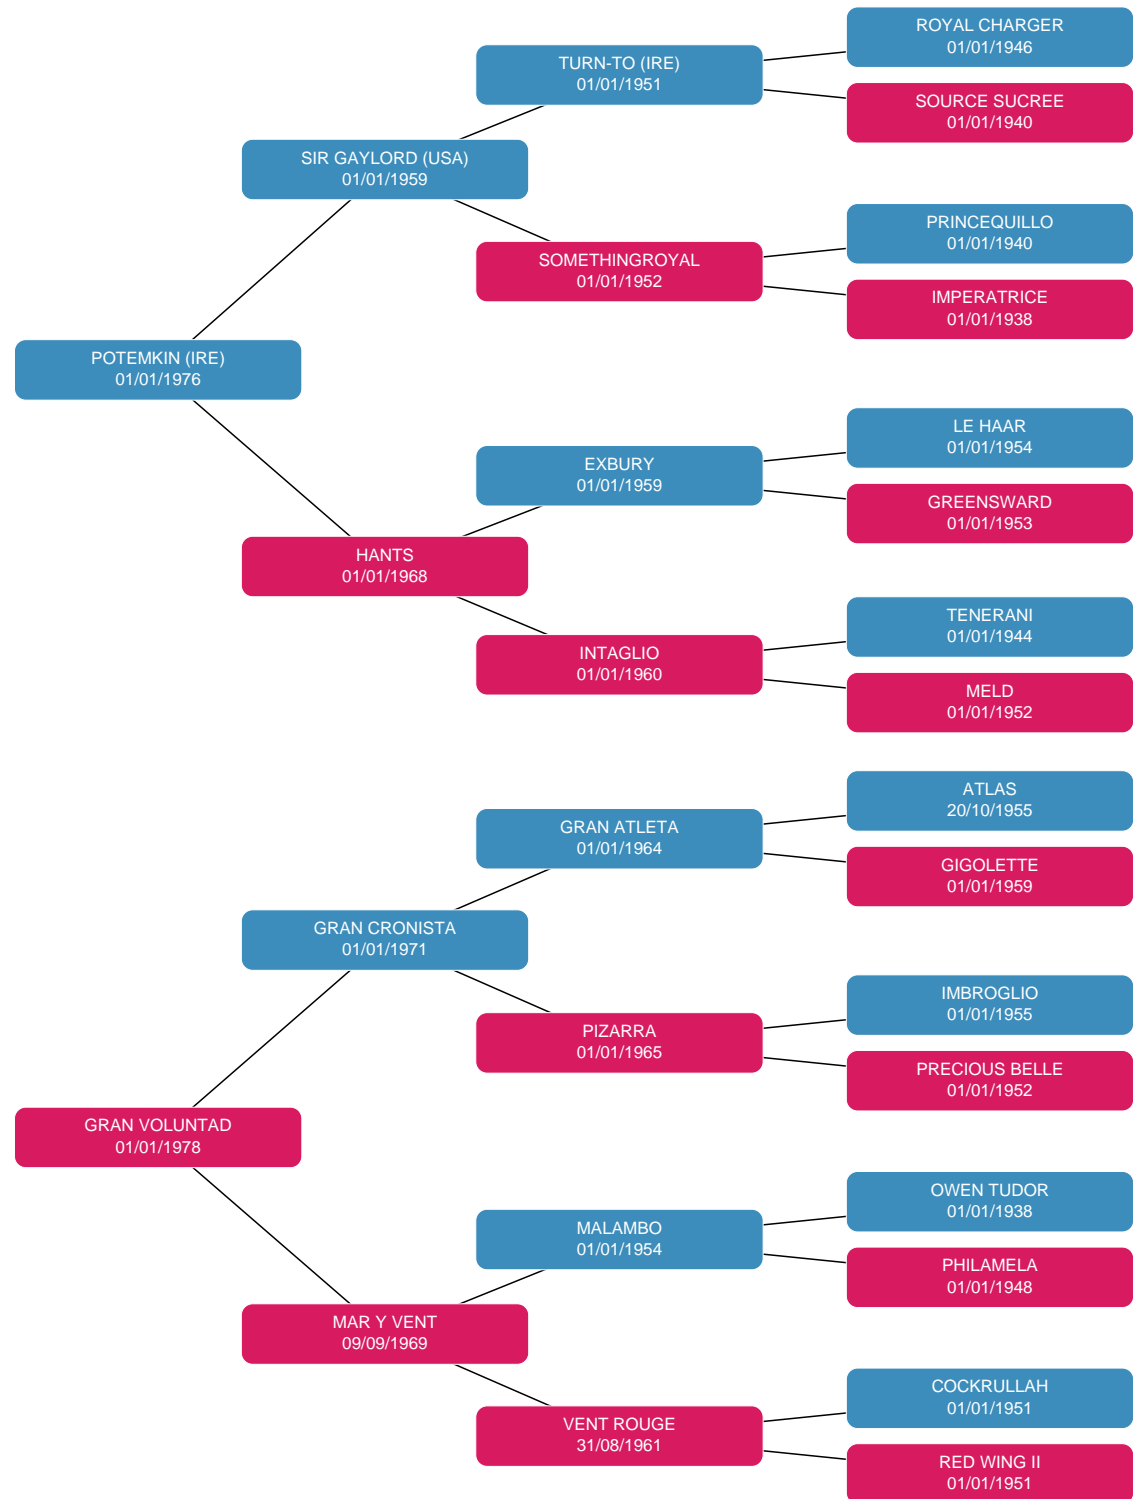 ROYAL CHARGER
01/01/1946
TURN-TO (IRE)
01/01/1951
SOURCE SUCREE
01/01/1940
SIR GAYLORD (USA)
01/01/1959
PRINCEQUILLO
01/01/1940
SOMETHINGROYAL
01/01/1952
IMPERATRICE
01/01/1938
POTEMKIN (IRE)
01/01/1976
LE HAAR
01/01/1954
EXBURY
01/01/1959
GREENSWARD
01/01/1953
HANTS
01/01/1968
TENERANI
01/01/1944
INTAGLIO
01/01/1960
MELD
01/01/1952
ATLAS
20/10/1955
GRAN ATLETA
01/01/1964
GIGOLETTE
01/01/1959
GRAN CRONISTA
01/01/1971
IMBROGLIO
01/01/1955
PIZARRA
01/01/1965
PRECIOUS BELLE
01/01/1952
GRAN VOLUNTAD
01/01/1978
OWEN TUDOR
01/01/1938
MALAMBO
01/01/1954
PHILAMELA
01/01/1948
MAR Y VENT
09/09/1969
COCKRULLAH
01/01/1951
VENT ROUGE
31/08/1961
RED WING II
01/01/1951